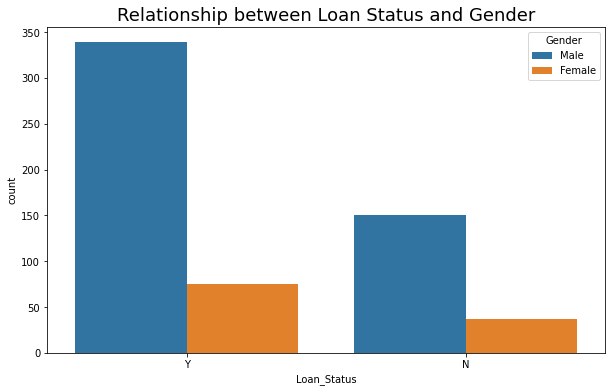 Relationship between Loan Status and Gender
Gender
Male
Female
350
300
250
200
150
100
50
0
count
Y
N
Loan_Status